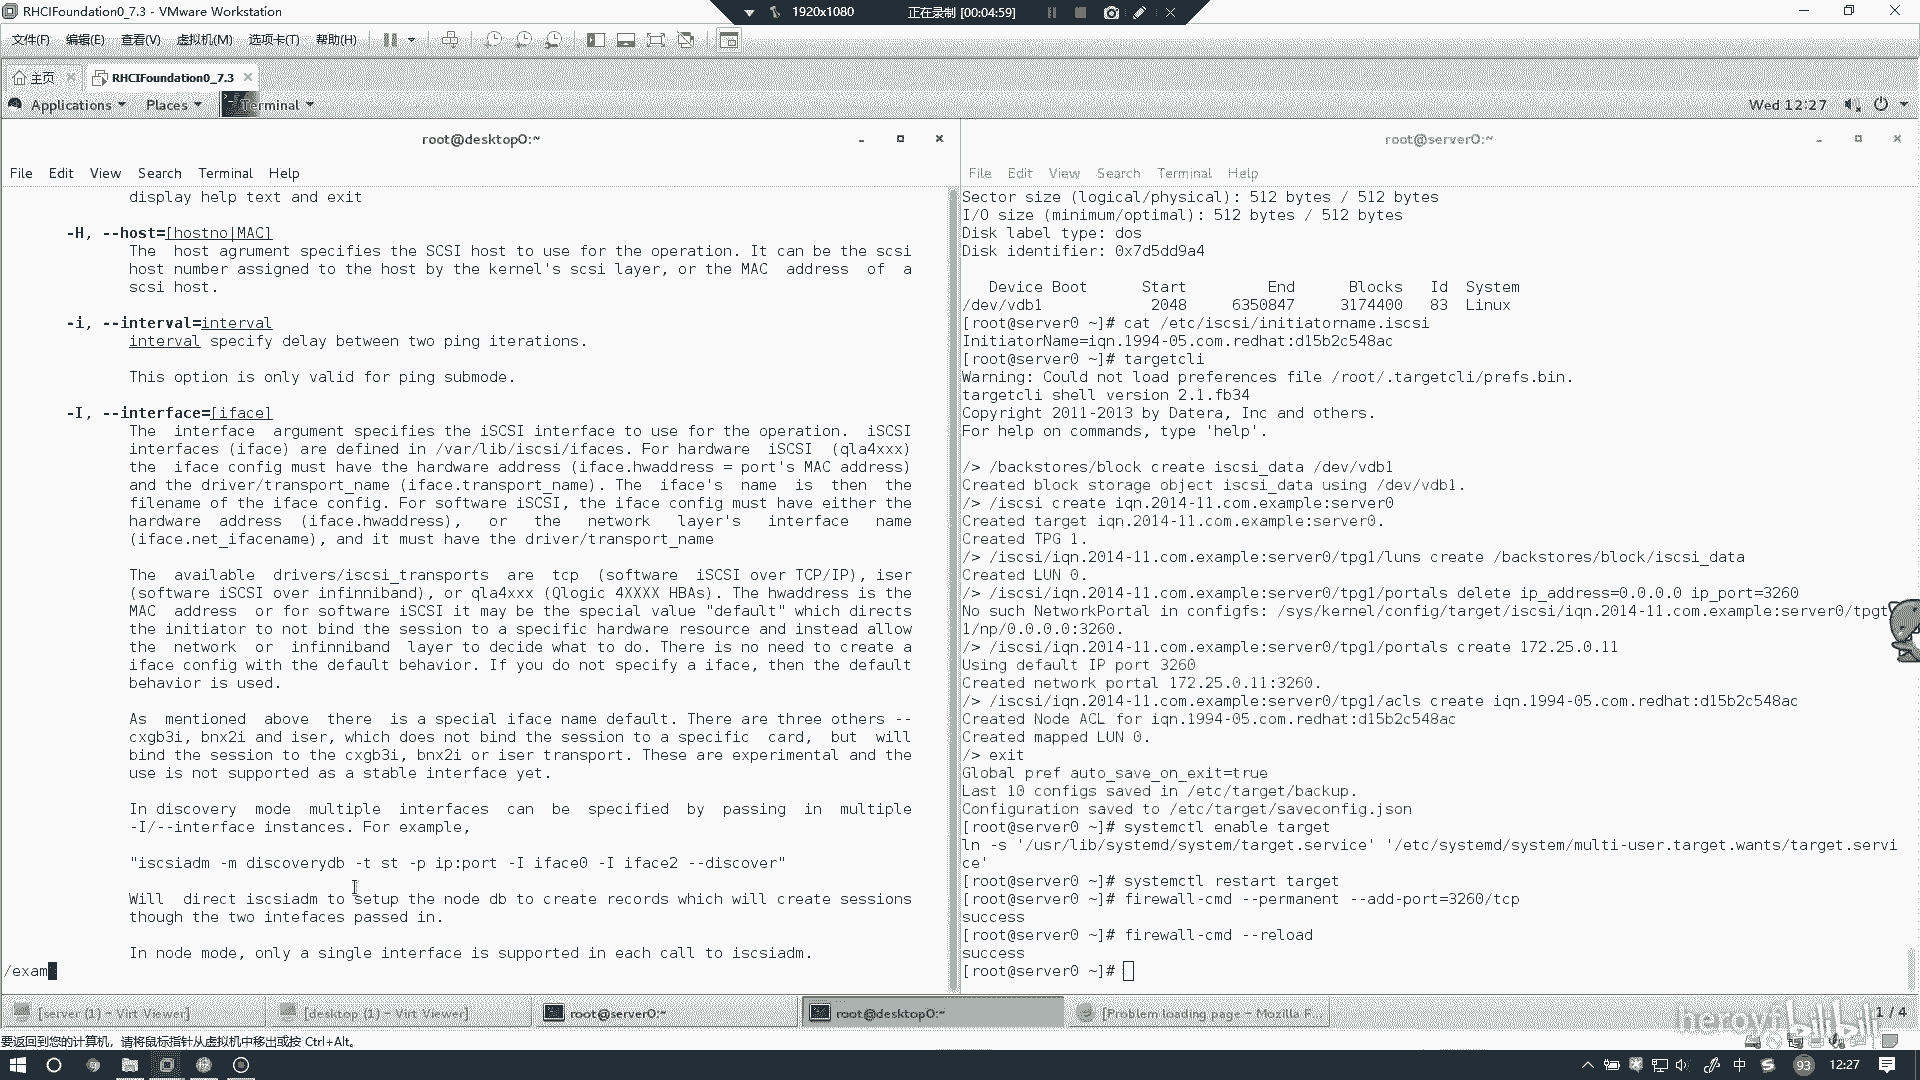 RHCIFoundation0_7.3 - VMware Workstation
1920x1080
正在录制 [00:04:59]
文件(F) 编辑(E) 查看(V) 虚拟机(M) 选项卡(T) 帮助(H)
主页
RHCIFoundation0_7.3
Applications Places Terminal
Wed 12:27
root@desktop0:~
File Edit View Search Terminal Help
display help text and exit
-H, --host=[hostno|MAC]
The host agrument specifies the SCSI host to use for the operation. It can be the scsi
host number assigned to the host by the kernel's scsi layer, or the MAC address of a
scsi host.
-i, --interval=interval
interval specify delay between two ping iterations.
This option is only valid for ping submode.
-I, --interface=[iface]
The interface argument specifies the iSCSI interface to use for the operation. iSCSI
interfaces (iface) are defined in /var/lib/iscsi/ifaces. For hardware iSCSI (qla4xxx)
the iface config must have the hardware address (iface.hwaddress = port's MAC address)
and the driver/transport_name (iface.transport_name). The iface's name is then the
filename of the iface config. For software iSCSI, the iface config must have either the
hardware address (iface.hwaddress), or the network layer's interface name
(iface.net_ifacename), and it must have the driver/transport_name
The available drivers/iscsi_transports are tcp (software iSCSI over TCP/IP), iser
(software iSCSI over infinniband), or qla4xxx (Qlogic 4XXXX HBAs). The hwaddress is the
MAC address or for software iSCSI it may be the special value "default" which directs
the initiator to not bind the session to a specific hardware resource and instead allow
the network or infinniband layer to decide what to do. There is no need to create a
iface config with the default behavior. If you do not specify a iface, then the default
behavior is used.
As mentioned above there is a special iface name default. There are three others --
cxgb3i, bnx2i and iser, which does not bind the session to a specific card, but will
bind the session to the cxgb3i, bnx2i or iser transport. These are experimental and the
use is not supported as a stable interface yet.
In discovery mode multiple interfaces can be specified by passing in multiple
-I/--interface instances. For example,
"iscsiadm -m discoverydb -t st -p ip:port -I iface0 -I iface2 --discover"
Will direct iscsiadm to setup the node db to create records which will create sessions
though the two intefaces passed in.
In node mode, only a single interface is supported in each call to iscsiadm.
/exam
root@server0:~
File Edit View Search Terminal Help
Sector size (logical/physical): 512 bytes / 512 bytes
I/O size (minimum/optimal): 512 bytes / 512 bytes
Disk label type: dos
Disk identifier: 0x7d5dd9a4
Device Boot Start End Blocks Id System
/dev/vdb1 2048 6350847 3174400 83 Linux
[root@server0 ~]# cat /etc/iscsi/initiatorname.iscsi
InitiatorName=iqn.1994-05.com.redhat:d15b2c548ac
[root@server0 ~]# targetcli
Warning: Could not load preferences file /root/.targetcli/prefs.bin.
targetcli shell version 2.1.fb34
Copyright 2011-2013 by Datera, Inc and others.
For help on commands, type 'help'.
/> /backstores/block create iscsi_data /dev/vdb1
Created block storage object iscsi_data using /dev/vdb1.
/> /iscsi create iqn.2014-11.com.example:server0
Created target iqn.2014-11.com.example:server0.
Created TPG 1.
/> /iscsi/iqn.2014-11.com.example:server0/tpg1/luns create /backstores/block/iscsi_data
Created LUN 0.
/> /iscsi/iqn.2014-11.com.example:server0/tpg1/portals delete ip_address=0.0.0.0 ip_port=3260
No such NetworkPortal in configfs: /sys/kernel/config/target/iscsi/iqn.2014-11.com.example:server0/tpgt_
1/np/0.0.0.0:3260.
/> /iscsi/iqn.2014-11.com.example:server0/tpg1/portals create 172.25.0.11
Using default IP port 3260
Created network portal 172.25.0.11:3260.
/> /iscsi/iqn.2014-11.com.example:server0/tpg1/acls create iqn.1994-05.com.redhat:d15b2c548ac
Created Node ACL for iqn.1994-05.com.redhat:d15b2c548ac
Created mapped LUN 0.
/> exit
Global pref auto_save_on_exit=true
Last 10 configs saved in /etc/target/backup.
Configuration saved to /etc/target/saveconfig.json
[root@server0 ~]# systemctl enable target
ln -s '/usr/lib/systemd/system/target.service' '/etc/systemd/system/multi-user.target.wants/target.servi
ce'
[root@server0 ~]# systemctl restart target
[root@server0 ~]# firewall-cmd --permanent --add-port=3260/tcp
success
[root@server0 ~]# firewall-cmd --reload
success
[root@server0 ~]#
[server (1) - Virt Viewer]
[desktop (1) - Virt Viewer]
root@server0:~
root@desktop0:~
[Problem loading page - Mozilla F...
1 / 4
heroyf bilibili
要返回到您的计算机，请将鼠标指针从虚拟机中移出或按 Ctrl+Alt。
中
93
12:27